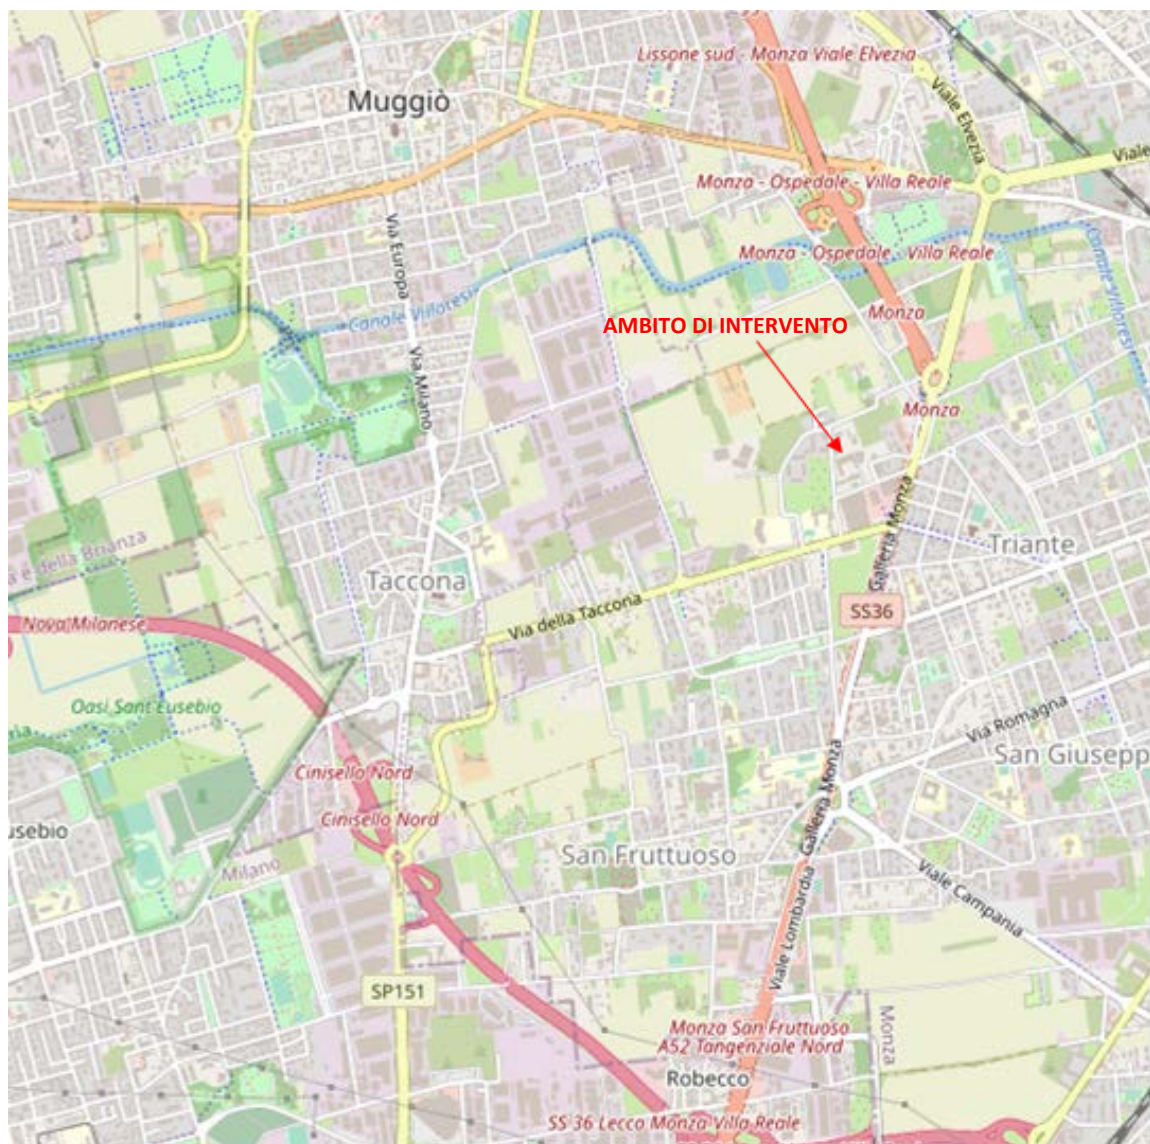 Lissone sud - Monza Viale Elvezia
Muggiò
Viale Elvezia
Viale
Monza - Ospedale - Villa Reale
Via Europa
Monza - Ospedale - Villa Reale
Canale Villoresi
Canale Villoresi
Monza
AMBITO DI INTERVENTO
Via Milano
Monza
Galleria Monza
Triante
a e della Brianza
Taccona
SS36
Via della Taccona
Nova Milanese
Oasi Sant'Eusebio
ria
Via Romagna
San Giusepp
Cinisello Nord
Cinisello Nord
Galleria Monza
usebio
San Fruttuoso
Milano
Viale Campania
Viale Lombardia
SP151
Monza San Fruttuoso
A52 Tangenziale Nord
Monza
Robecco
SS 36 Lecco Monza-Villa Reale